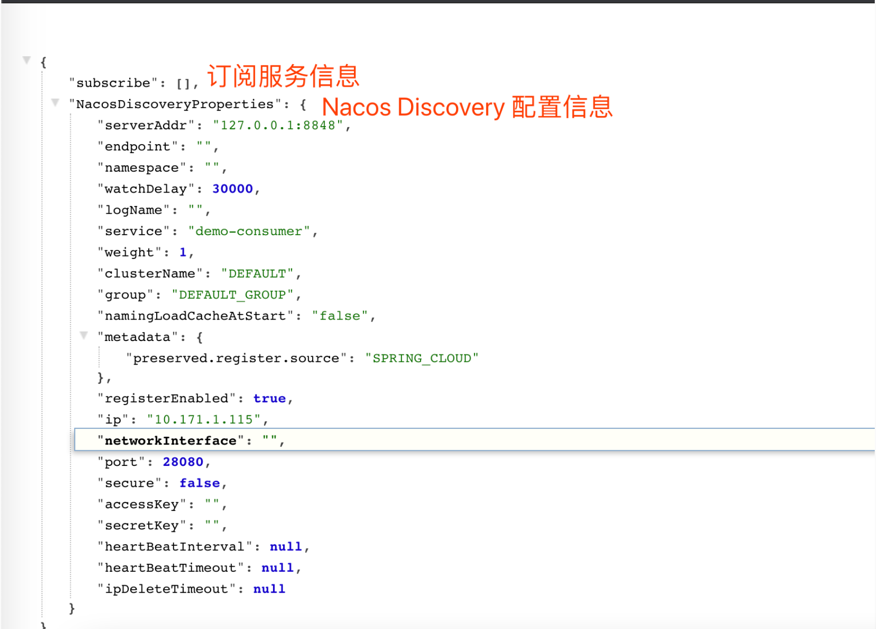 {
"subscribe": [], 订阅服务信息
"NacosDiscoveryProperties": { Nacos Discovery 配置信息
"serverAddr": "127.0.0.1:8848",
"endpoint": "",
"namespace": "",
"watchDelay": 30000,
"logName": "",
"service": "demo-consumer",
"weight": 1,
"clusterName": "DEFAULT",
"group": "DEFAULT_GROUP",
"namingLoadCacheAtStart": "false",
"metadata": {
"preserved.register.source": "SPRING_CLOUD"
},
"registerEnabled": true,
"ip": "10.171.1.115",
"networkInterface": "",
"port": 28080,
"secure": false,
"accessKey": "",
"secretKey": "",
"heartBeatInterval": null,
"heartBeatTimeout": null,
"ipDeleteTimeout": null
}
}